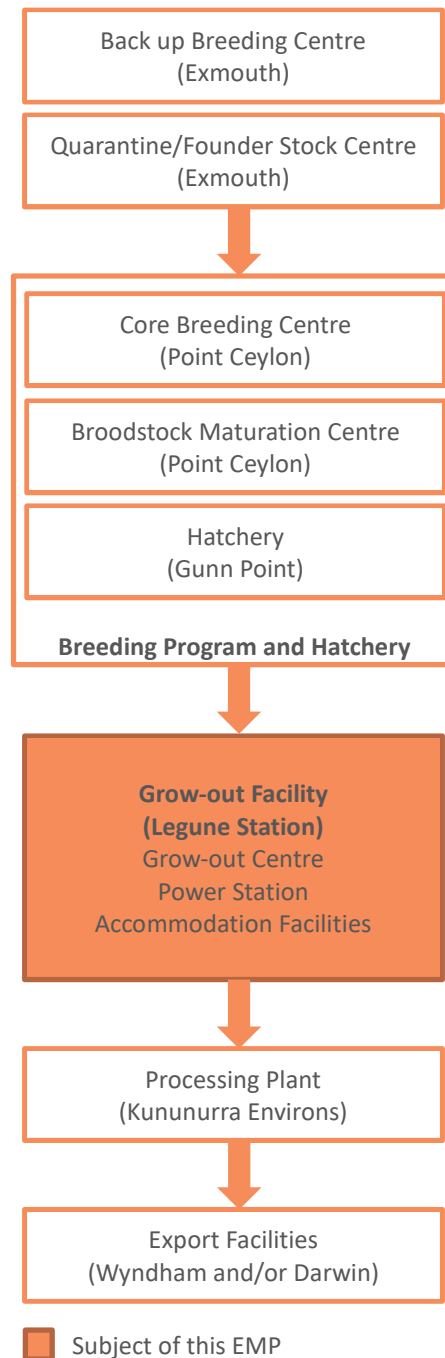 Back up Breeding Centre
(Exmouth)
Quarantine/Founder Stock Centre
(Exmouth)
Core Breeding Centre
(Point Ceylon)
Broodstock Maturation Centre
(Point Ceylon)
Hatchery
(Gunn Point)
Breeding Program and Hatchery
Grow-out Facility
(Legune Station)
Grow-out Centre
Power Station
Accommodation Facilities
Processing Plant
(Kununurra Environs)
Export Facilities
(Wyndham and/or Darwin)
Subject of this EMP